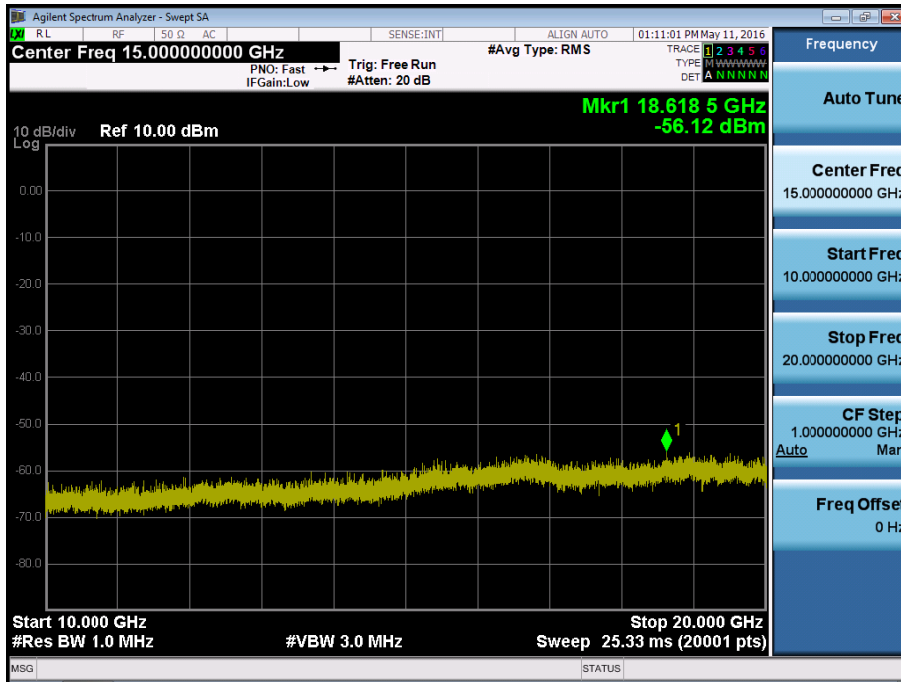 Agilent Spectrum Analyzer - Swept SA
LXI RL RF 50 Ω AC SENSE:INT ALIGN AUTO 01:11:01 PM May 11, 2016
Center Freq 15.000000000 GHz #Avg Type: RMS TRACE 1 2 3 4 5 6
PNO: Fast Trig: Free Run TYPE M W W W W W
IFGain:Low #Atten: 20 dB DET A N N N N N
Mkr1 18.618 5 GHz
10 dB/div Ref 10.00 dBm -56.12 dBm
Log
0.00
-10.0
-20.0
-30.0
-40.0
-50.0
1
-60.0
-70.0
-80.0
Start 10.000 GHz Stop 20.000 GHz
#Res BW 1.0 MHz #VBW 3.0 MHz Sweep 25.33 ms (20001 pts)
MSG STATUS
Frequency
Auto Tune
Center Freq
15.000000000 GHz
Start Freq
10.000000000 GHz
Stop Freq
20.000000000 GHz
CF Step
1.000000000 GHz
Auto Man
Freq Offset
0 Hz